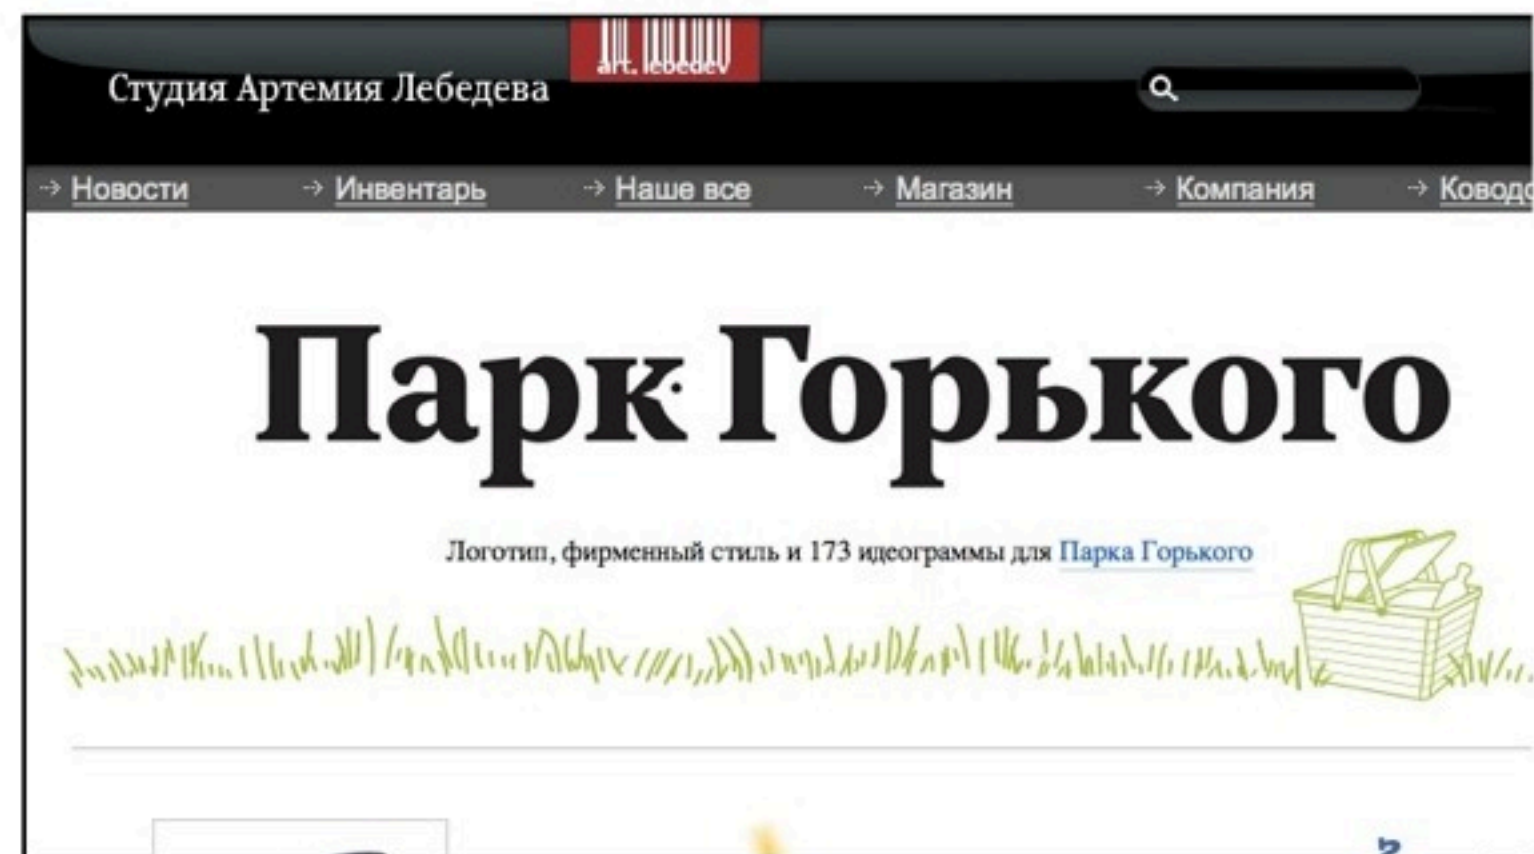 art. lebedev
Студия Артемия Лебедева
Новости Инвентарь Наше все Магазин Компания
Парк Горького
Логотип, фирменный стиль и 173 идеограммы для Парка Горького